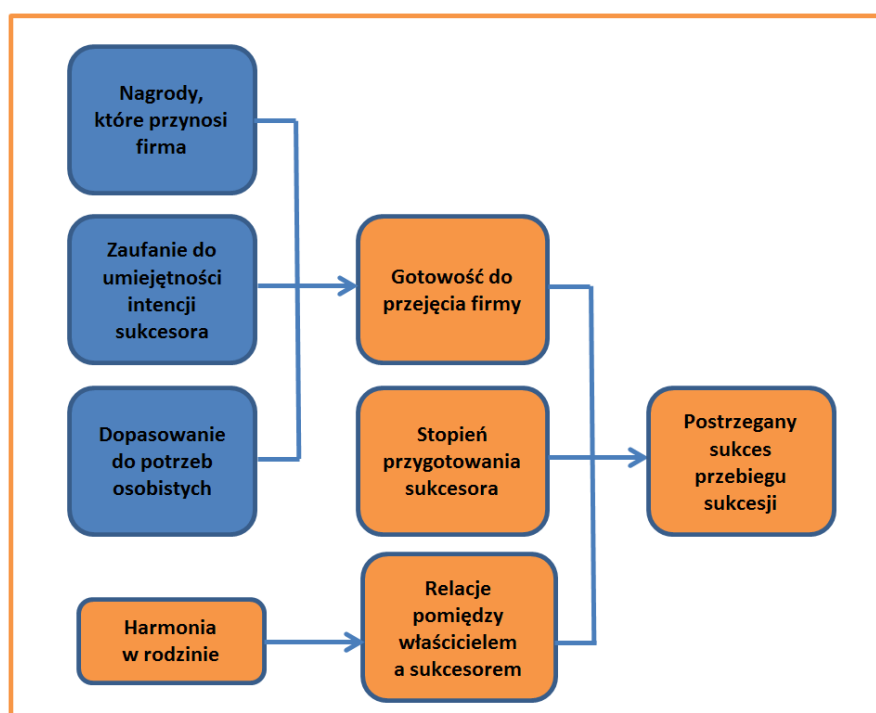 Nagrody,
które przynosi
firma
Zaufanie do
umiejętności
intencji
sukcesora
Gotowość do
przejęcia firmy
Dopasowanie
do potrzeb
osobistych
Stopień
przygotowania
sukcesora
Postrzegany
sukces
przebiegu
sukcesji
Harmonia
w rodzinie
Relacje
pomiędzy
właścicielem
a sukcesorem